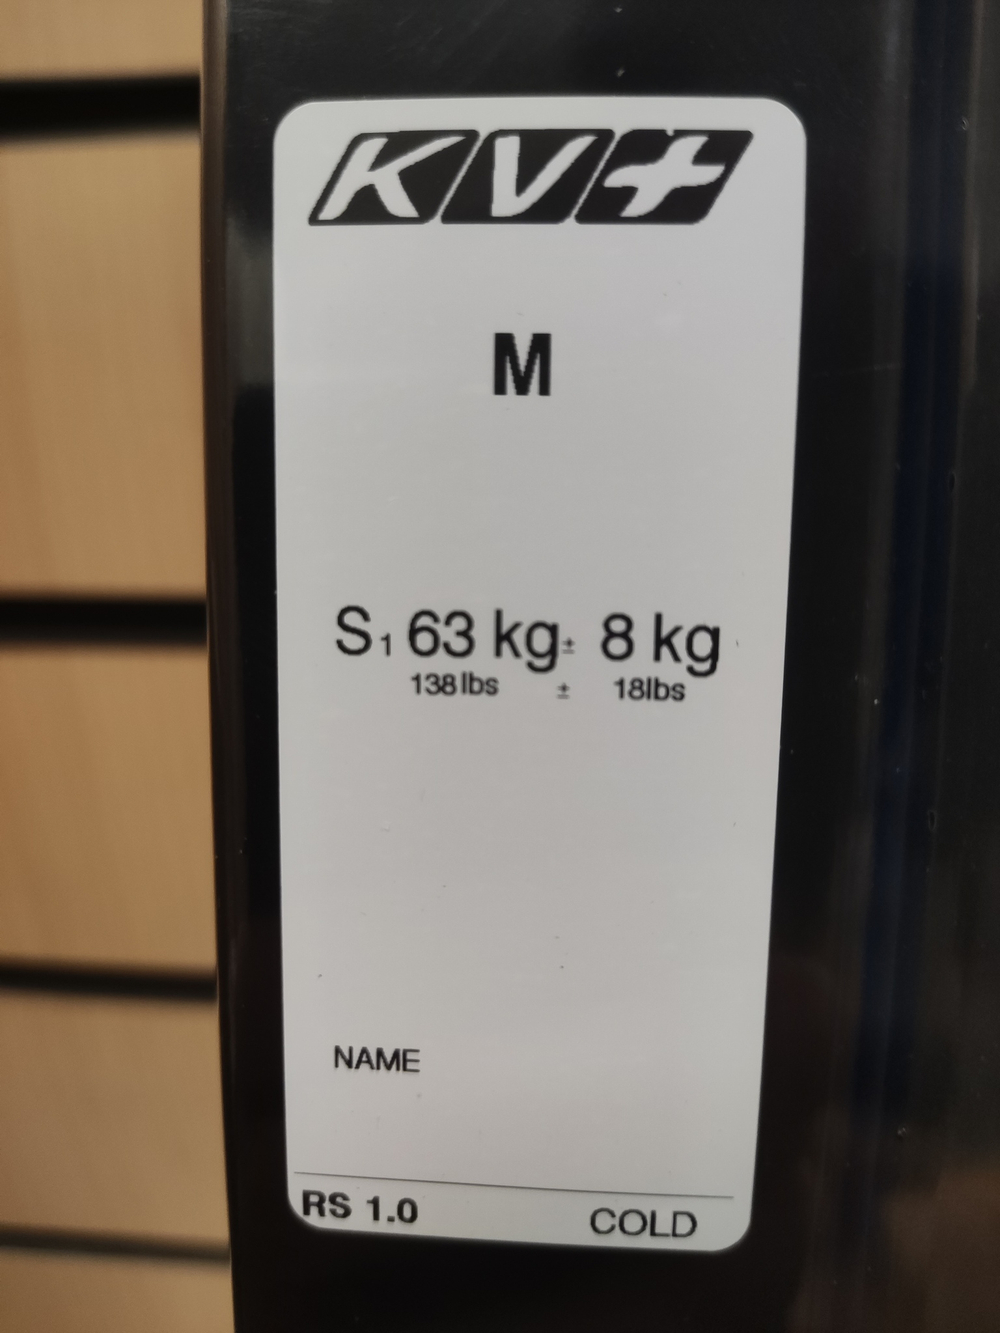 KV+
M
S1 63 kg ± 8 kg
138 lbs ± 18lbs
NAME
RS 1.0 COLD